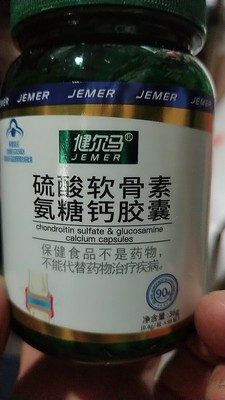 JEMER JEMER JEMER
健尔马®
JEMER
硫酸软骨素
氨糖钙胶囊
chondroitin sulfate & glucosamine
calcium capsules
保健食品不是药物，
不能代替药物治疗疾病。
90
净含量：36g